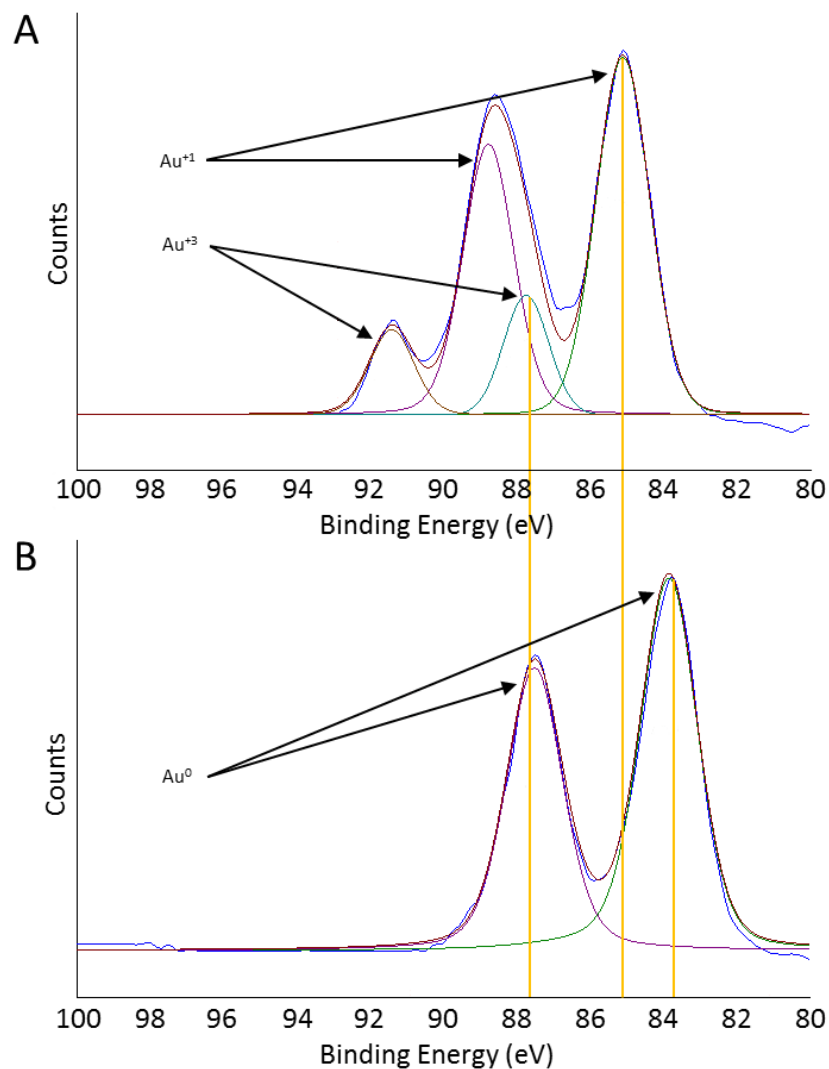 A
Au⁺¹
Au⁺³
Counts
100 98 96 94 92 90 88 86 84 82 80
Binding Energy (eV)
B
Au⁰
Counts
100 98 96 94 92 90 88 86 84 82 80
Binding Energy (eV)